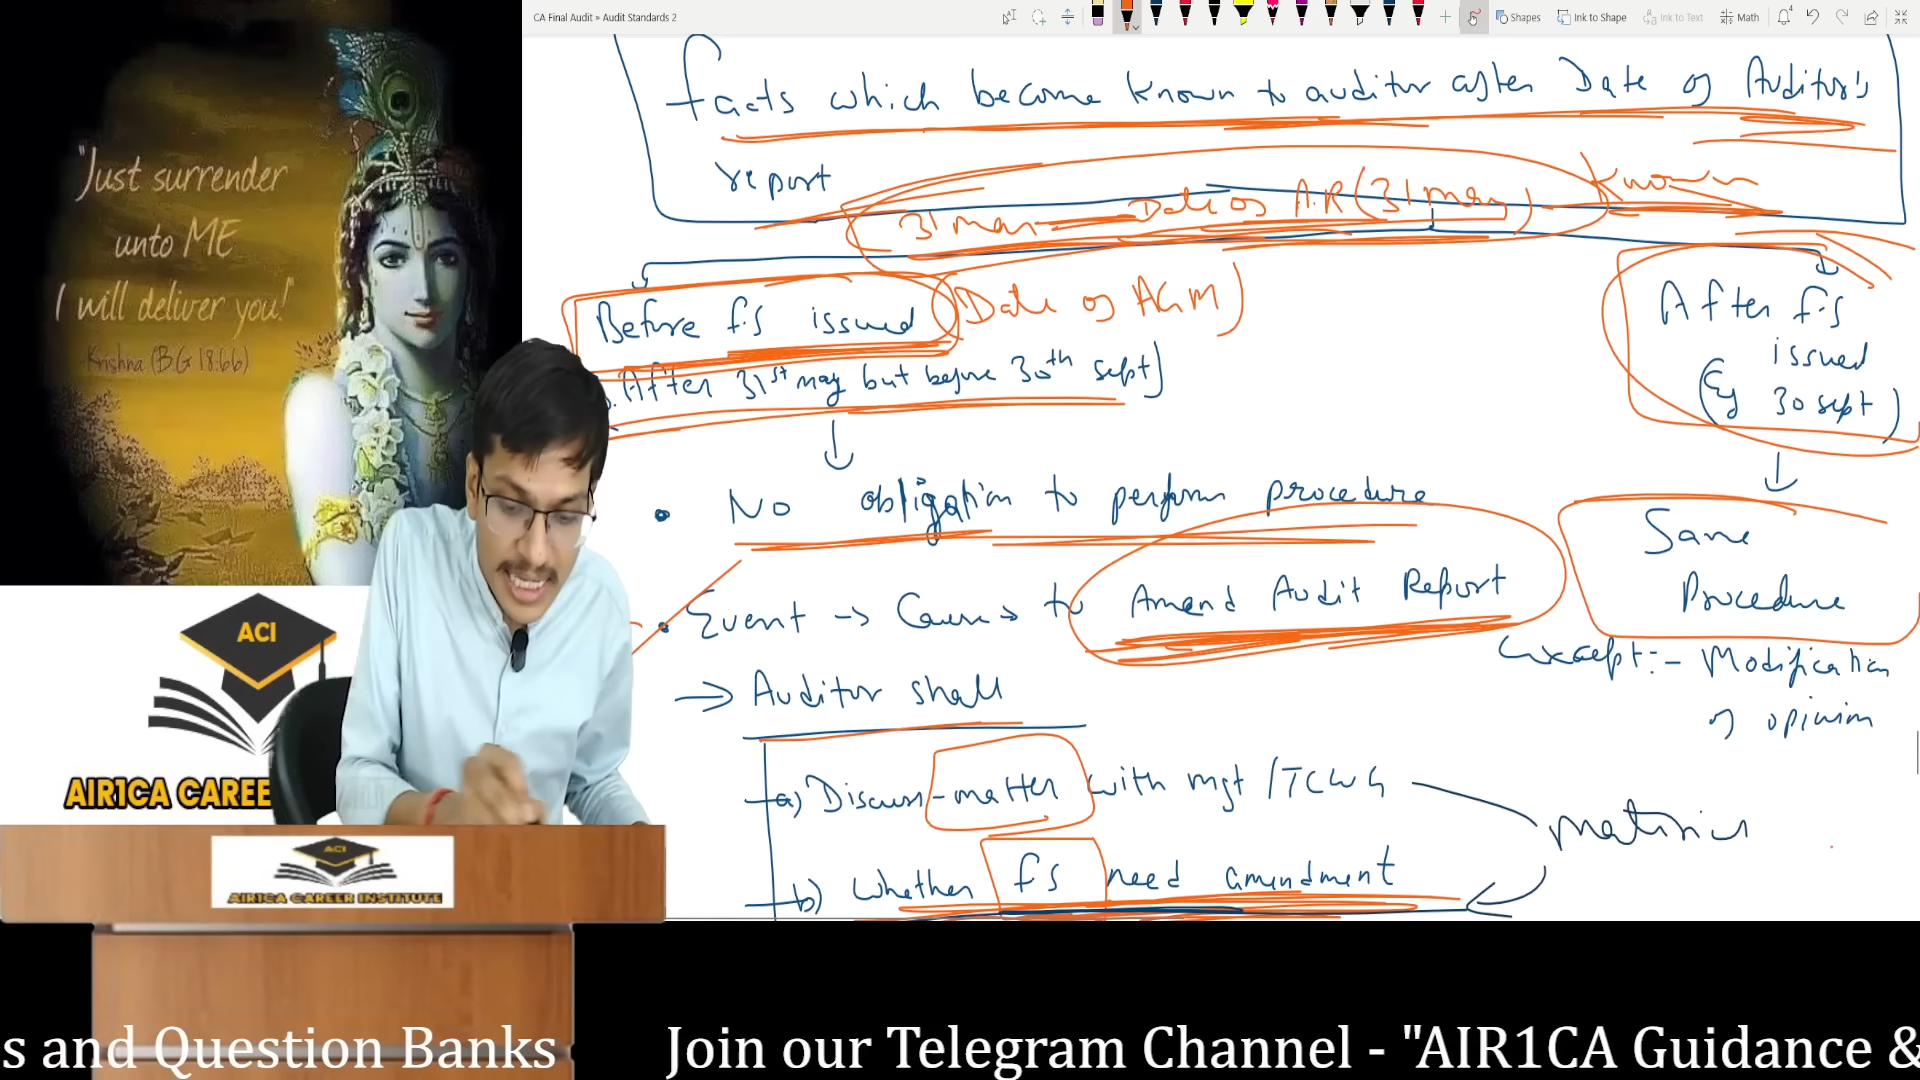 CA Final Audit » Audit Standards 2
Shapes
Ink to Shape
Ink to Text
Math
"Just surrender
unto ME
I will deliver you!"
-Krishna (B.G 18.66)
facts which become known to auditor after Date of Auditor's
report
31 Mar Date of A.R (31 may) Known
Before f.S issued (Date of AGM)
After 31st may but before 30th sept]
After f.S
issued
(Eg 30 sept)
• No obligation to perform procedure
Same
Procedure
Except:- Modification
of opinion
• Event → Causes to Amend Audit Report
→ Auditor shall
a) Discuss matter with mgt / TCWG
b) Whether fS need amendment
ACI
AIR1CA CAREE
ACI
AIR1CA CAREER INSTITUTE
s and Question Banks Join our Telegram Channel - "AIR1CA Guidance &